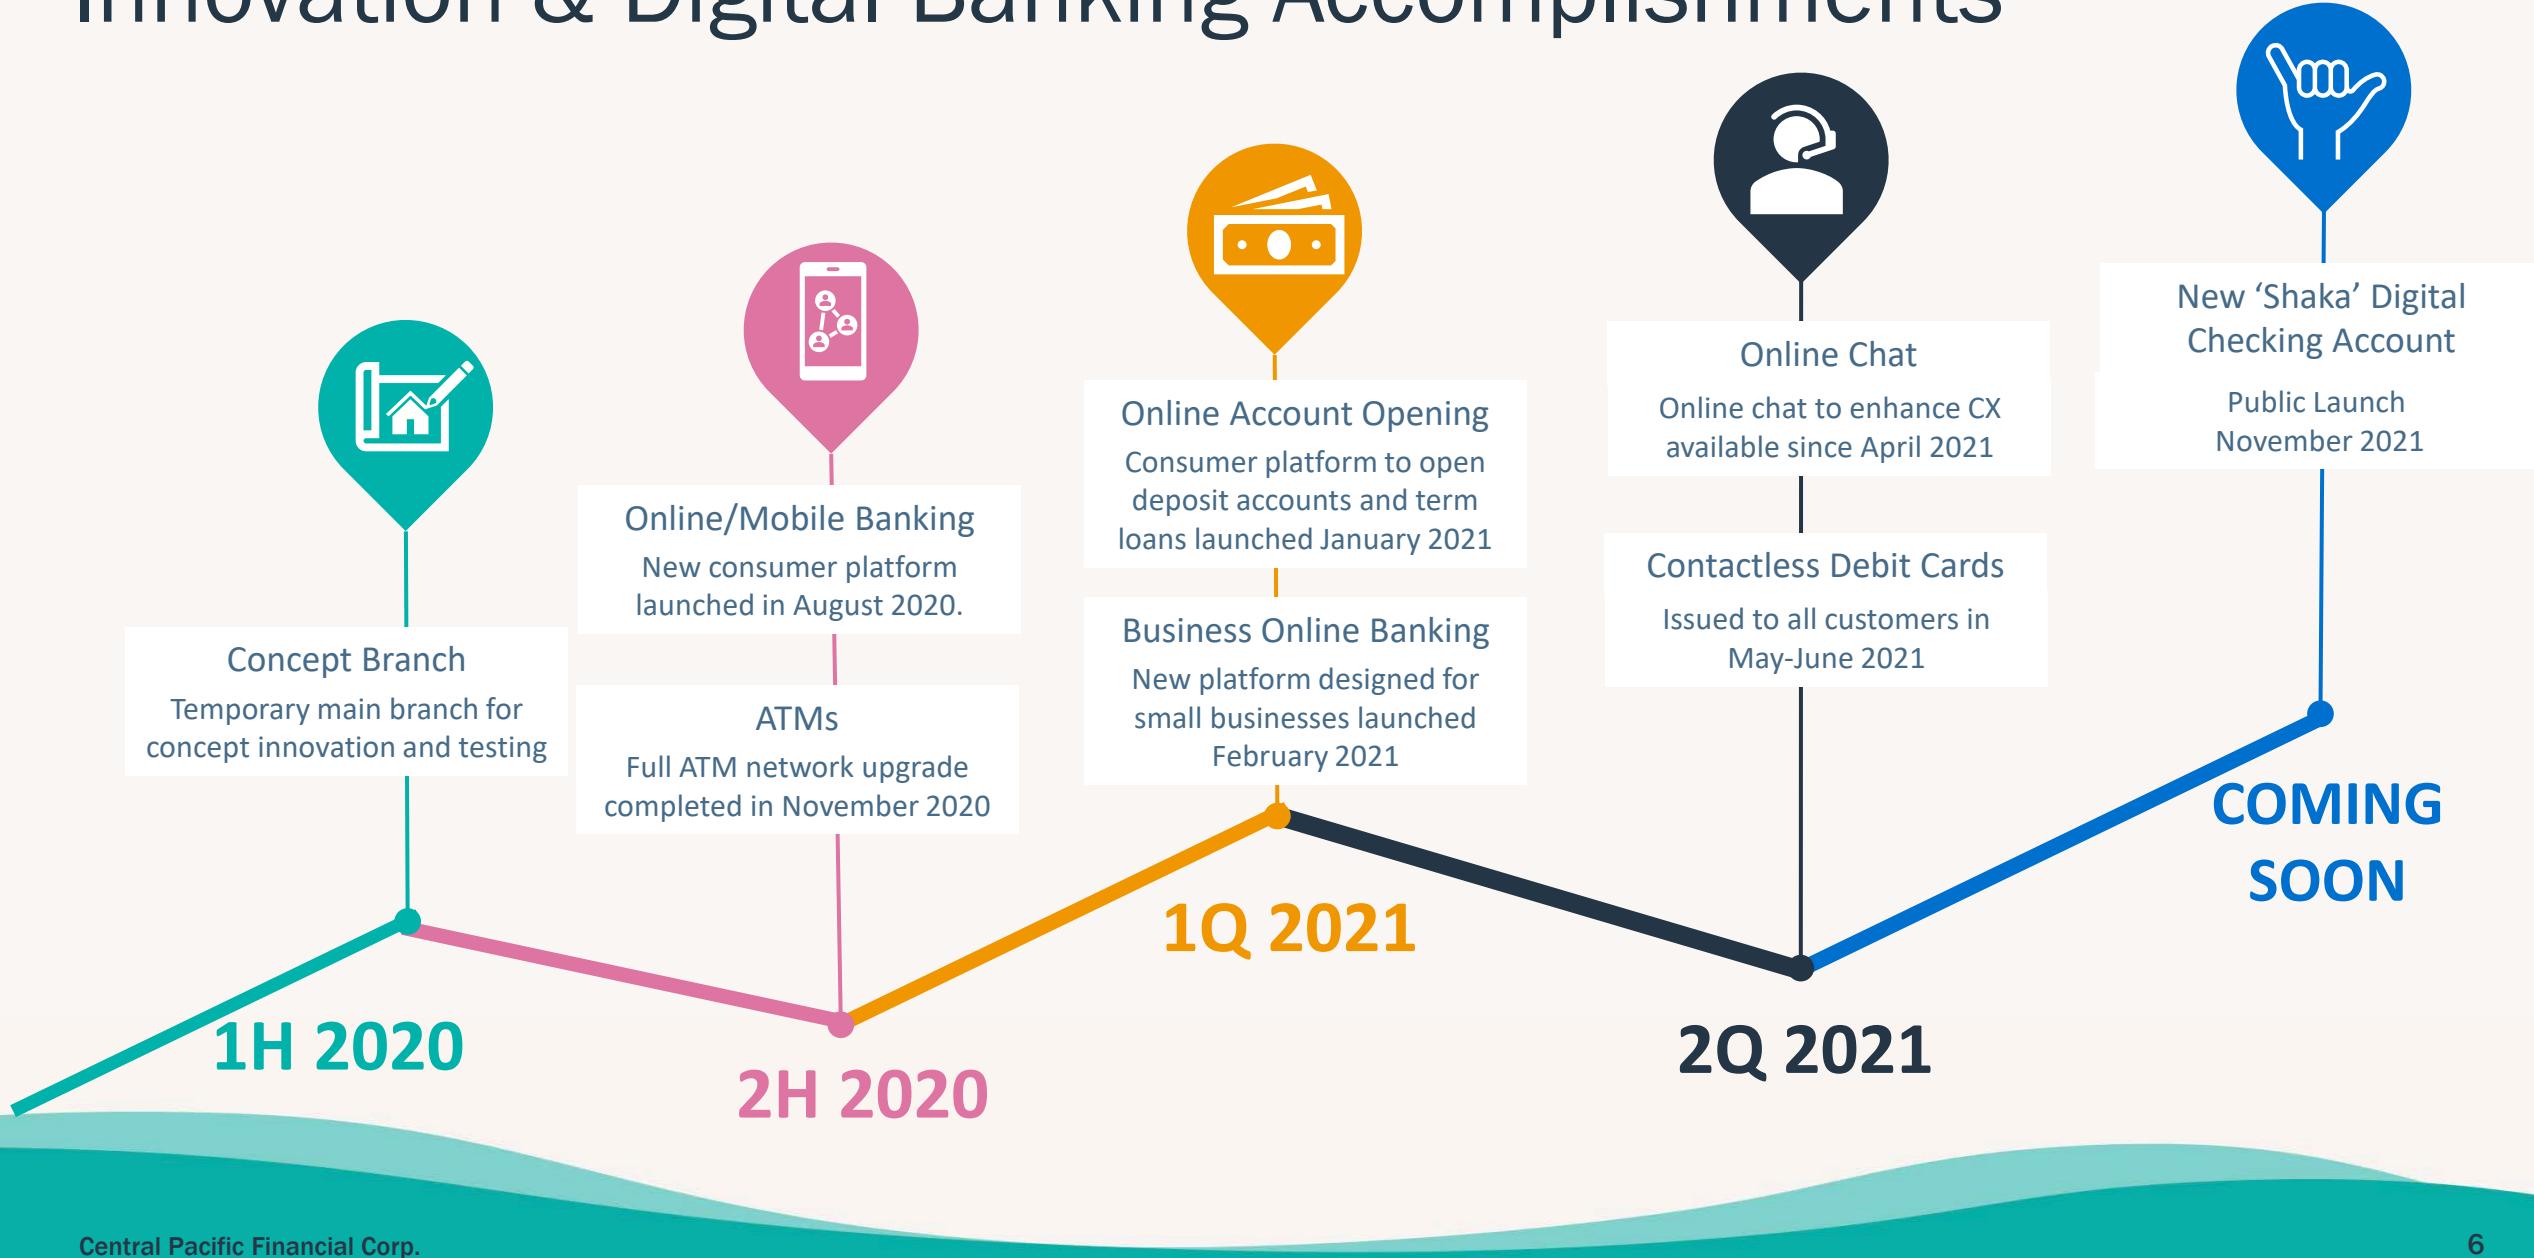 Innovation & Digital Banking Accomplishments
Concept Branch
Temporary main branch for
concept innovation and testing
1H 2020
Online/Mobile Banking
New consumer platform
launched in August 2020.
ATMs
Full ATM network upgrade
completed in November 2020
2H 2020
Online Account Opening
Consumer platform to open
deposit accounts and term
loans launched January 2021
Business Online Banking
New platform designed for
small businesses launched
February 2021
1Q 2021
Online Chat
Online chat to enhance CX
available since April 2021
Contactless Debit Cards
Issued to all customers in
May-June 2021
2Q 2021
New ‘Shaka’ Digital
Checking Account
Public Launch
November 2021
COMING
SOON
Central Pacific Financial Corp.
6